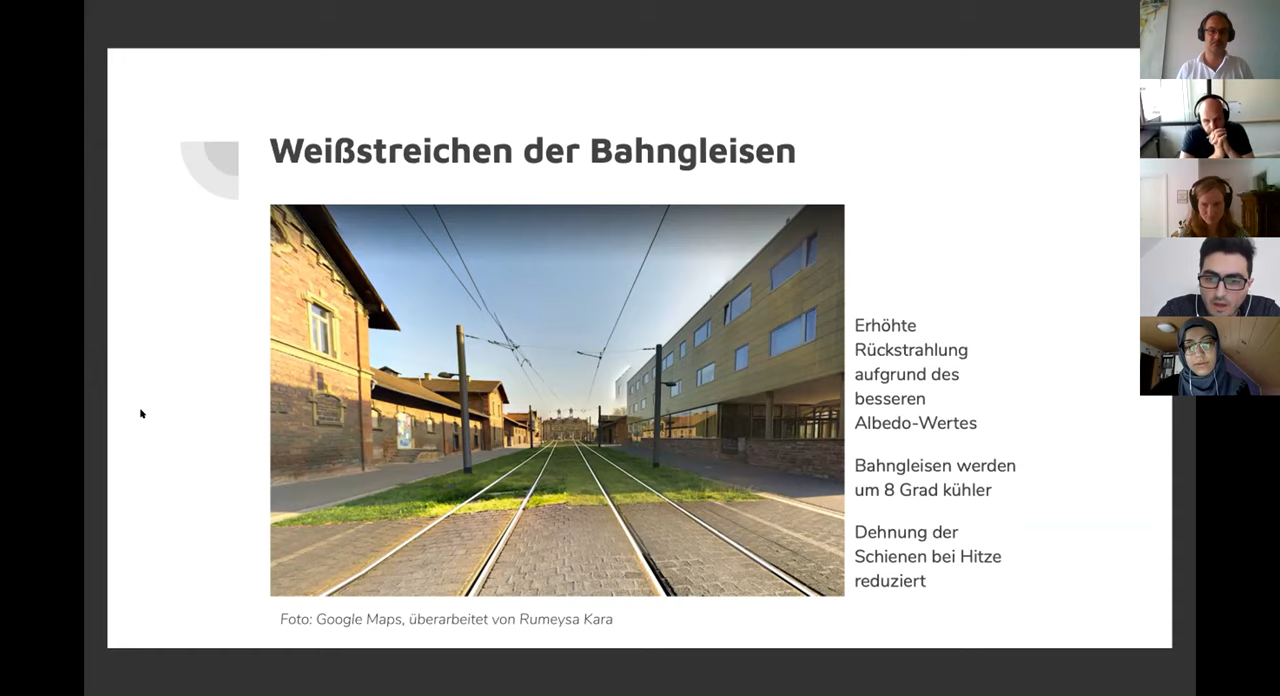 Weißstreichen der Bahngleisen
Erhöhte
Rückstrahlung
aufgrund des
besseren
Albedo-Wertes
Bahngleisen werden
um 8 Grad kühler
Dehnung der
Schienen bei Hitze
reduziert
Foto: Google Maps, überarbeitet von Rumeysa Kara